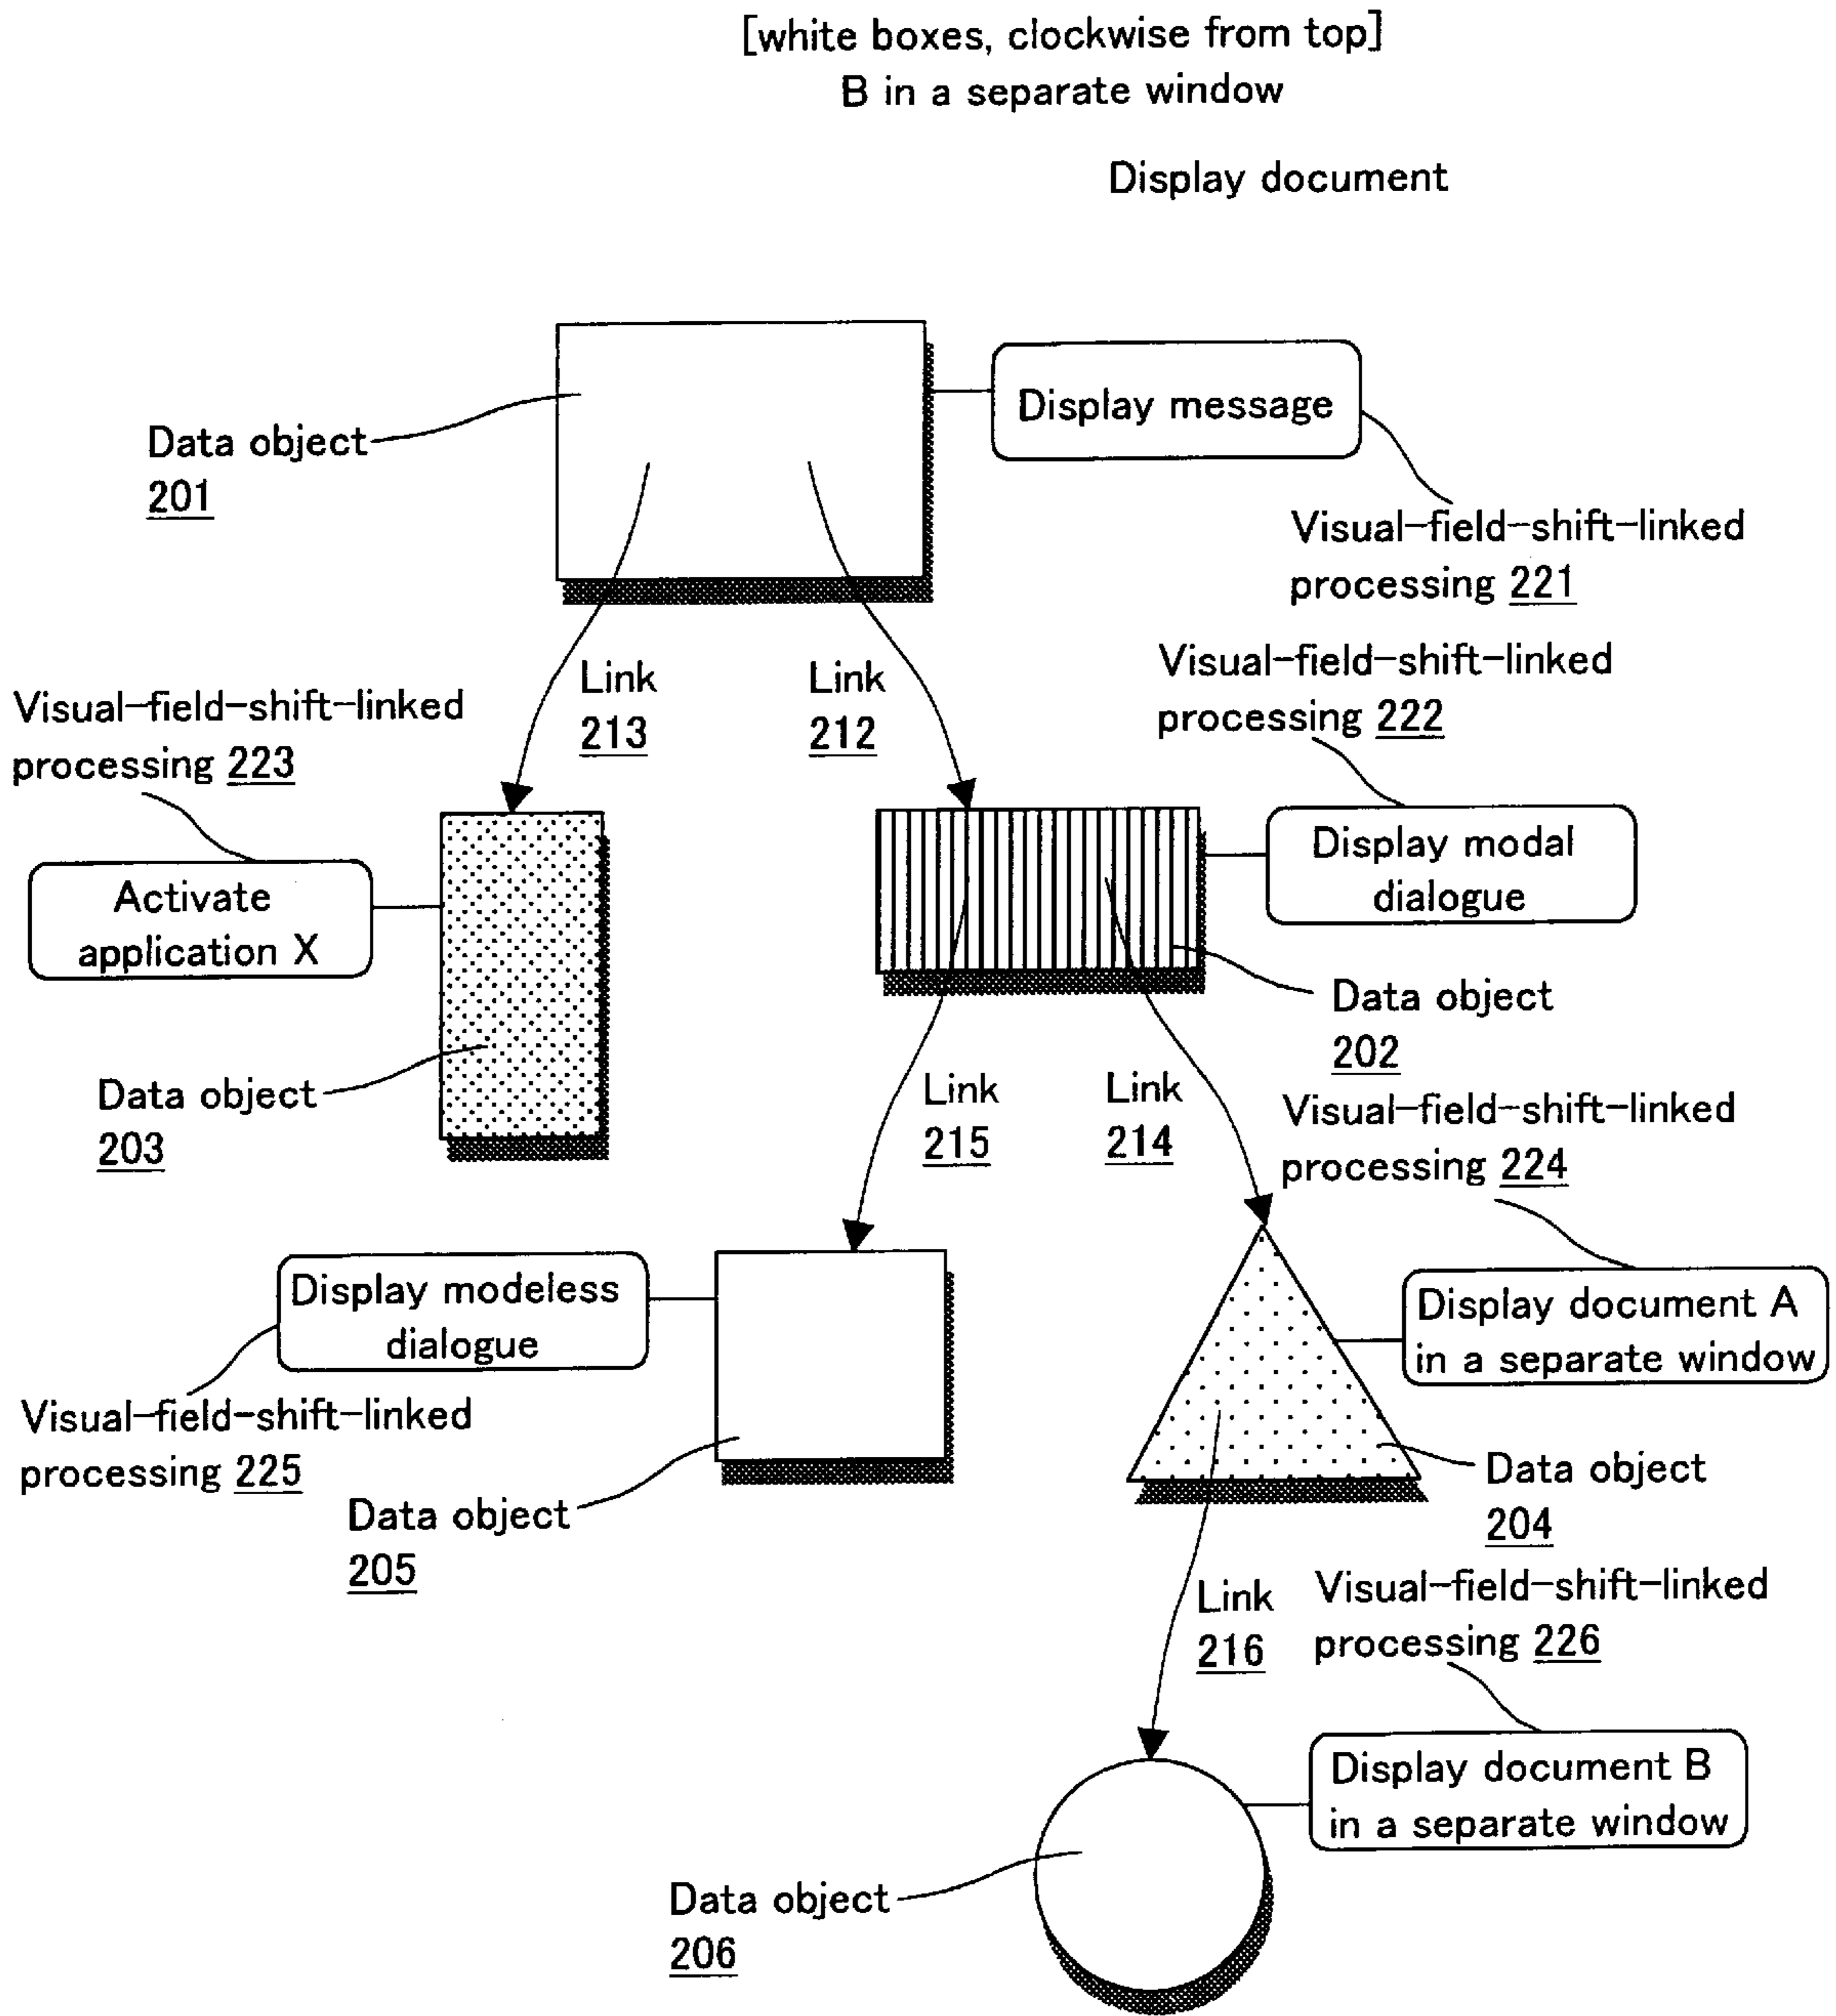 [white boxes, clockwise from top]
B in a separate window
Display document
Display message
Data object
201
Visual-field-shift-linked
processing 221
Link
213
Link
212
Visual-field-shift-linked
processing 222
Visual-field-shift-linked
processing 223
Activate
application X
Display modal
dialogue
Data object
202
Data object
203
Link
215
Link
214
Visual-field-shift-linked
processing 224
Display modeless
dialogue
Display document A
in a separate window
Visual-field-shift-linked
processing 225
Data object
205
Data object
204
Link
216
Visual-field-shift-linked
processing 226
Display document B
in a separate window
Data object
206